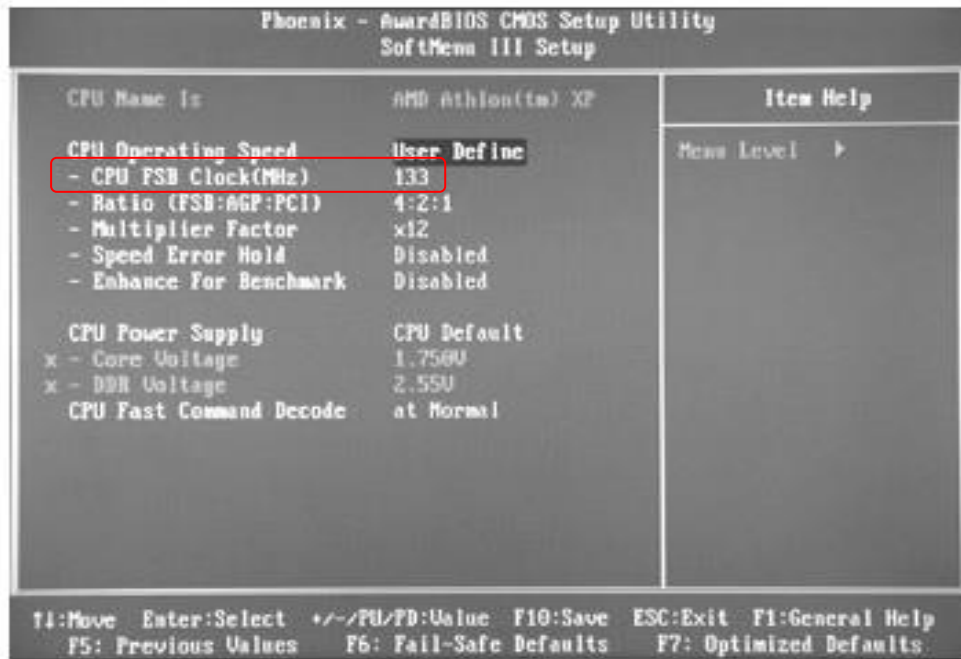 Phoenix - AwardBIOS CMOS Setup Utility
SoftMenu III Setup
CPU Name Is AMD Athlon(tm) XP
Item Help
CPU Operating Speed User Define
Menu Level ▶
- CPU FSB Clock(MHz) 133
- Ratio (FSB:AGP:PCI) 4:2:1
- Multiplier Factor x12
- Speed Error Hold Disabled
- Enhance For Benchmark Disabled
CPU Power Supply CPU Default
x - Core Voltage 1.750V
x - DDR Voltage 2.55V
CPU Fast Command Decode at Normal
↑↓:Move Enter:Select +/-/PU/PD:Value F10:Save ESC:Exit F1:General Help
F5: Previous Values F6: Fail-Safe Defaults F7: Optimized Defaults